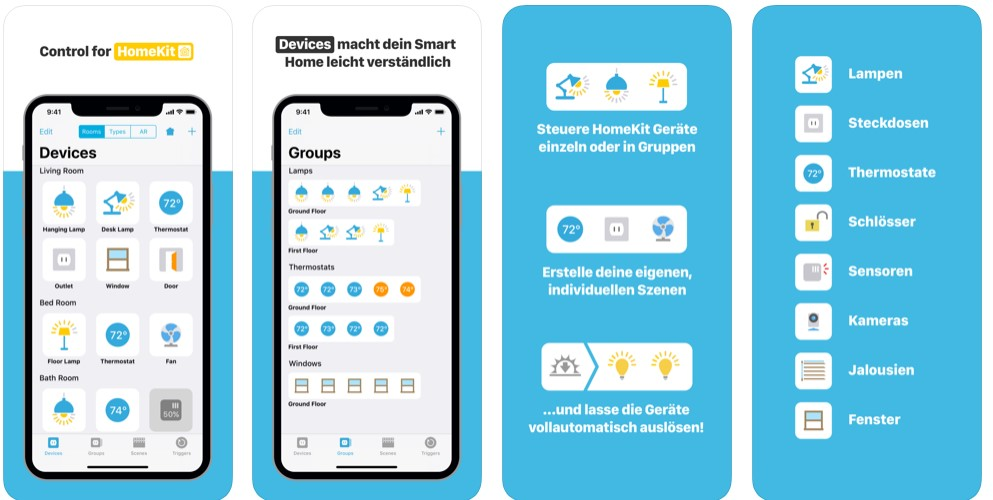 Control for HomeKit
9:41
Edit
Rooms Types AR
+
Devices
Living Room
72°
Hanging Lamp Desk Lamp Thermostat
Outlet Window Door
Bed Room
72°
Floor Lamp Thermostat Fan
Bath Room
74°
50%
Devices Groups Scenes Triggers
Devices macht dein Smart
Home leicht verständlich
9:41
Edit
+
Groups
Lamps
Ground Floor
First Floor
Thermostats
72° 72° 73° 75° 74°
Ground Floor
72° 73° 72° 72°
First Floor
Windows
Ground Floor
Devices Groups Scenes Triggers
Steuere HomeKit Geräte
einzeln oder in Gruppen
72°
Erstelle deine eigenen,
individuellen Szenen
...und lasse die Geräte
vollautomatisch auslösen!
Lampen
Steckdosen
72°
Thermostate
Schlösser
Sensoren
Kameras
Jalousien
Fenster